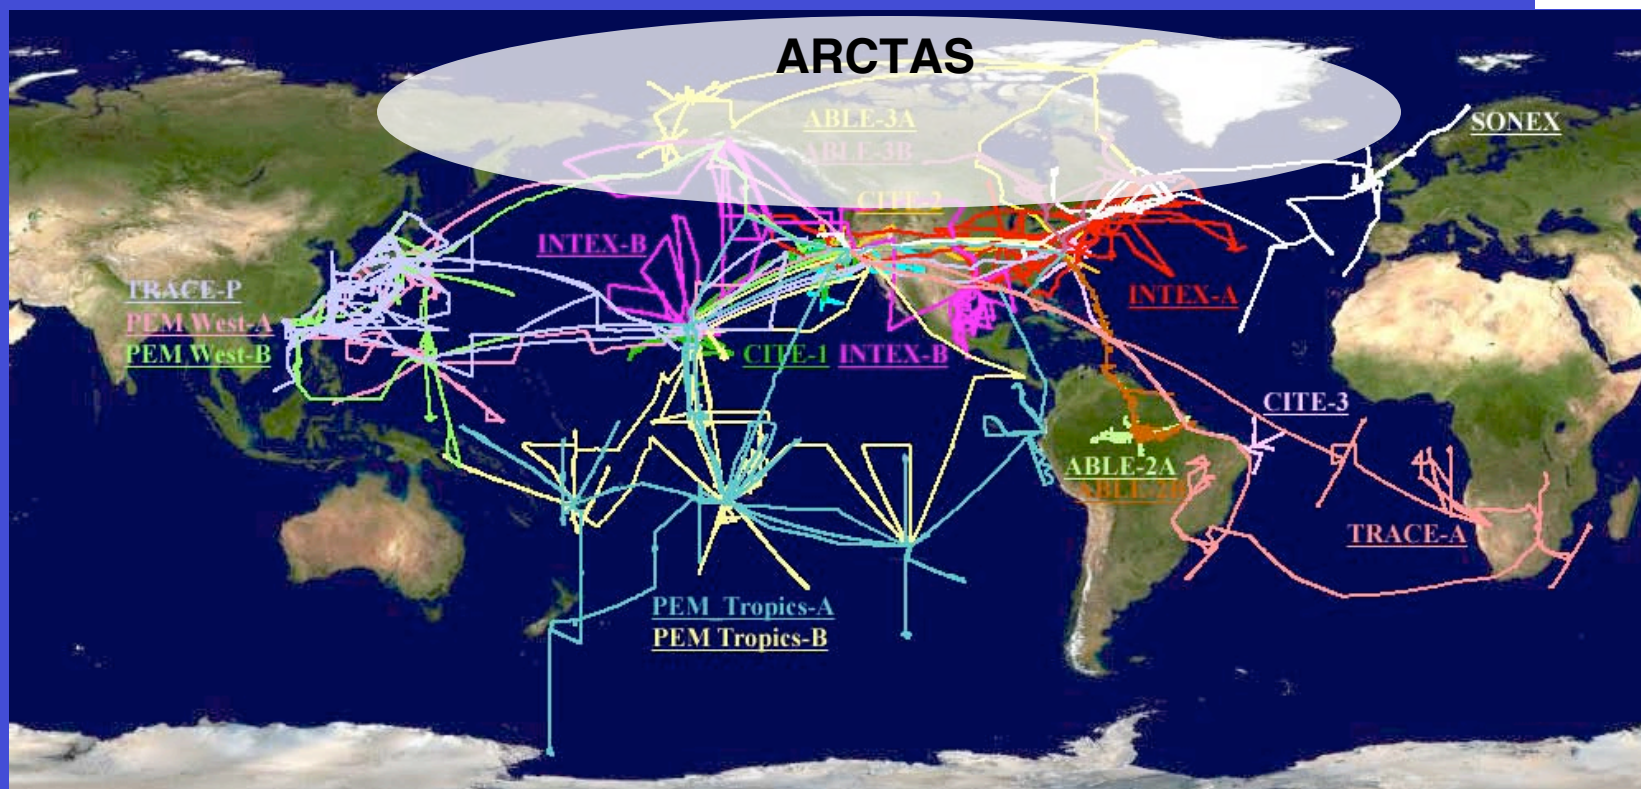 ARCTAS
ABLE-3A
SONEX
ABLE-3B
CITE-2
INTEX-B
TRACE-P
INTEX-A
PEM West-A
PEM West-B
CITE-1
INTEX-B
CITE-3
ABLE-2A
ABLE-2B
TRACE-A
PEM Tropics-A
PEM Tropics-B